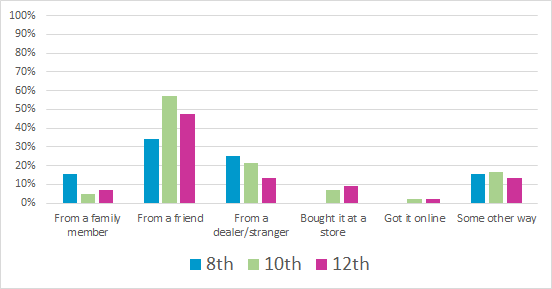 100%
90%
80%
70%
60%
50%
40%
30%
20%
10%
0%
From a family member
From a friend
From a dealer/stranger
Bought it at a store
Got it online
Some other way
8th 10th 12th